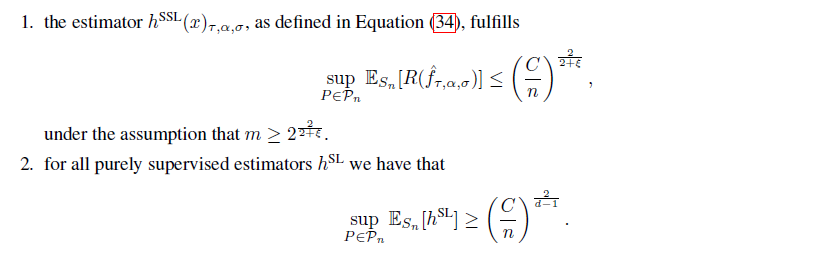 1. the estimator $h^{\text{SSL}}(x)_{\tau,\alpha,\sigma}$, as defined in Equation (34), fulfills
$$\sup_{P \in \mathcal{P}_n} \mathbb{E}_{S_n}[R(\hat{f}_{\tau,\alpha,\sigma})] \leq \left(\frac{C}{n}\right)^{\frac{2}{2+\xi}},$$
under the assumption that $m \geq 2^{\frac{2}{2+\xi}}$.
2. for all purely supervised estimators $h^{\text{SL}}$ we have that
$$\sup_{P \in \mathcal{P}_n} \mathbb{E}_{S_n}[h^{\text{SL}}] \geq \left(\frac{C}{n}\right)^{\frac{2}{d-1}}.$$